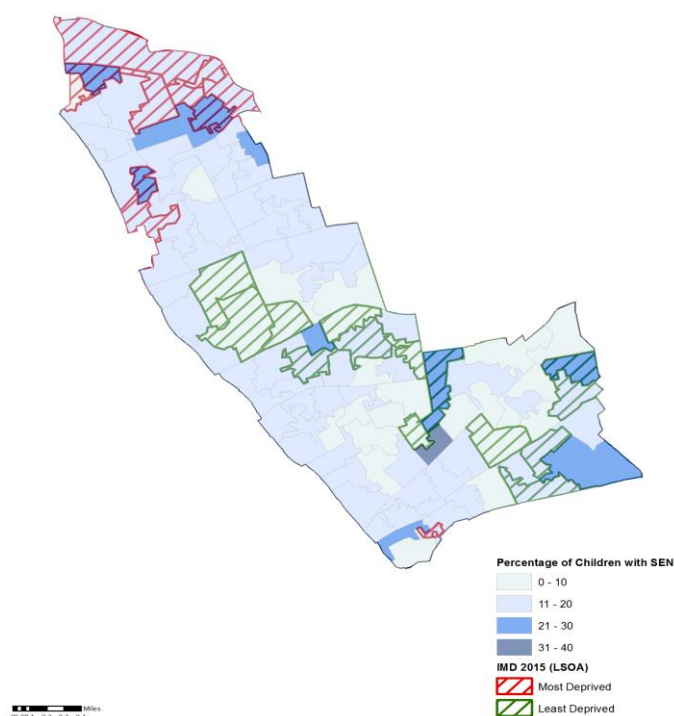 Percentage of Children with SEN
0 - 10
11 - 20
21 - 30
31 - 40
IMD 2015 (LSOA)
Most Deprived
Least Deprived
Miles